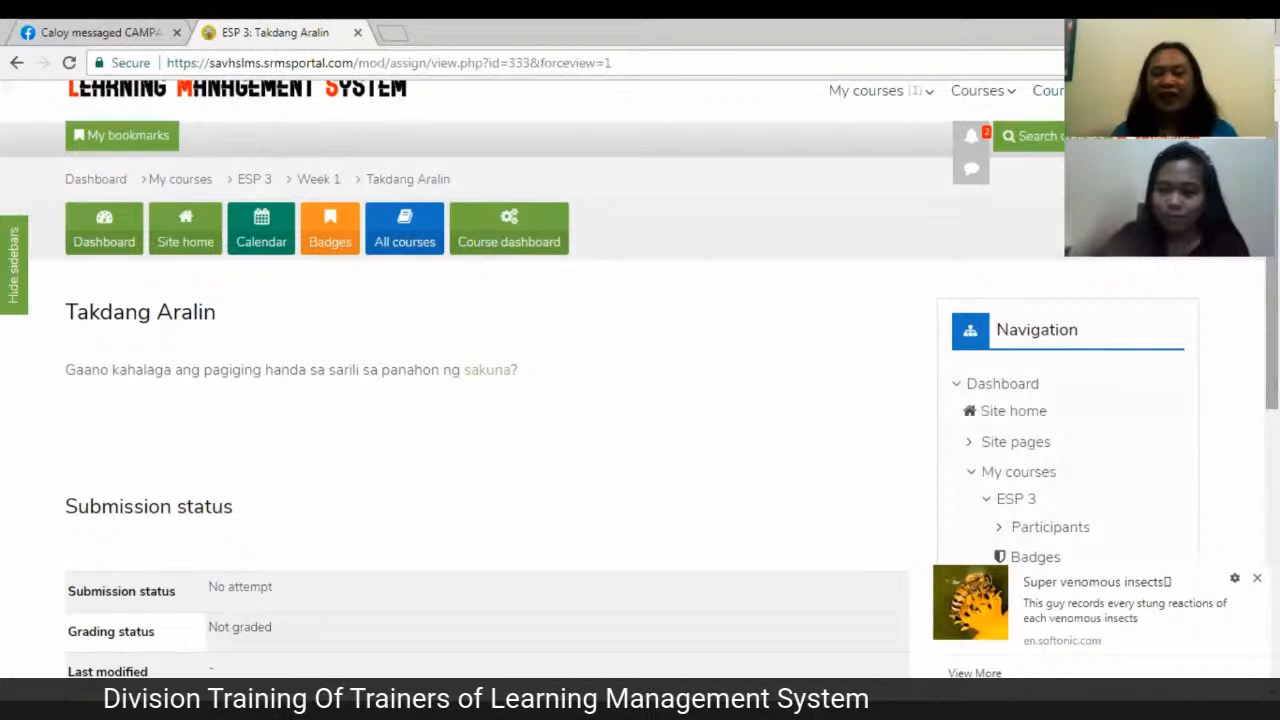 Caloy messaged CAMPA
ESP 3: Takdang Aralin
Secure https://savhslms.srmsportal.com/mod/assign/view.php?id=333&forceview=1
LEARNING MANAGEMENT SYSTEM
My courses (1) Courses Cour
My bookmarks
2
Search
Dashboard My courses ESP 3 Week 1 Takdang Aralin
Dashboard Site home Calendar Badges All courses Course dashboard
Hide sidebars
Takdang Aralin
Gaano kahalaga ang pagiging handa sa sarili sa panahon ng sakuna?
Submission status
Submission status No attempt
Grading status Not graded
Last modified -
Navigation
Dashboard
Site home
Site pages
My courses
ESP 3
Participants
Badges
Super venomous insects
This guy records every stung reactions of
each venomous insects
en.softonic.com
View More
Division Training Of Trainers of Learning Management System